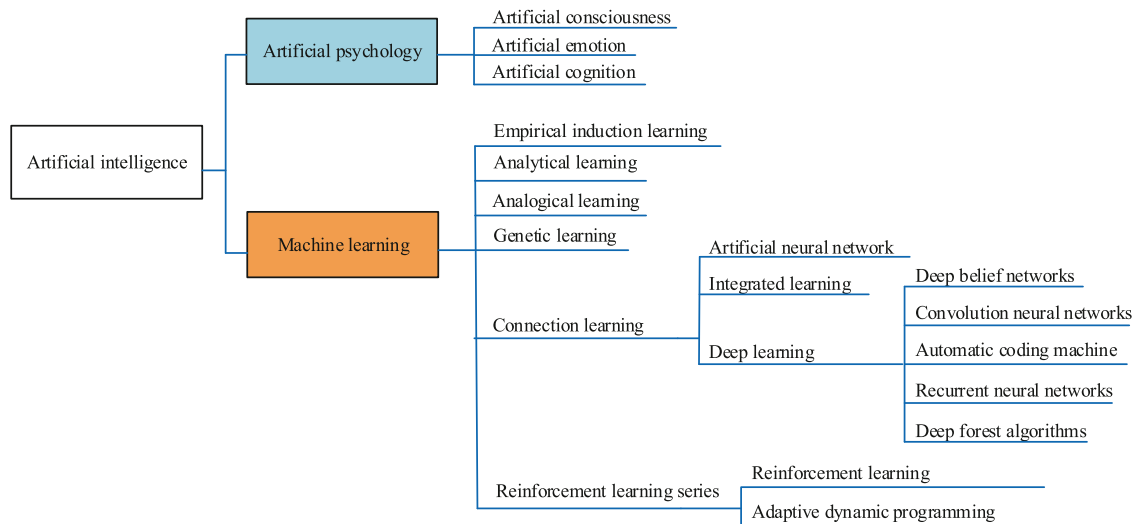 Artificial intelligence
Artificial psychology
Artificial consciousness
Artificial emotion
Artificial cognition
Machine learning
Empirical induction learning
Analytical learning
Analogical learning
Genetic learning
Connection learning
Artificial neural network
Integrated learning
Deep learning
Deep belief networks
Convolution neural networks
Automatic coding machine
Recurrent neural networks
Deep forest algorithms
Reinforcement learning series
Reinforcement learning
Adaptive dynamic programming